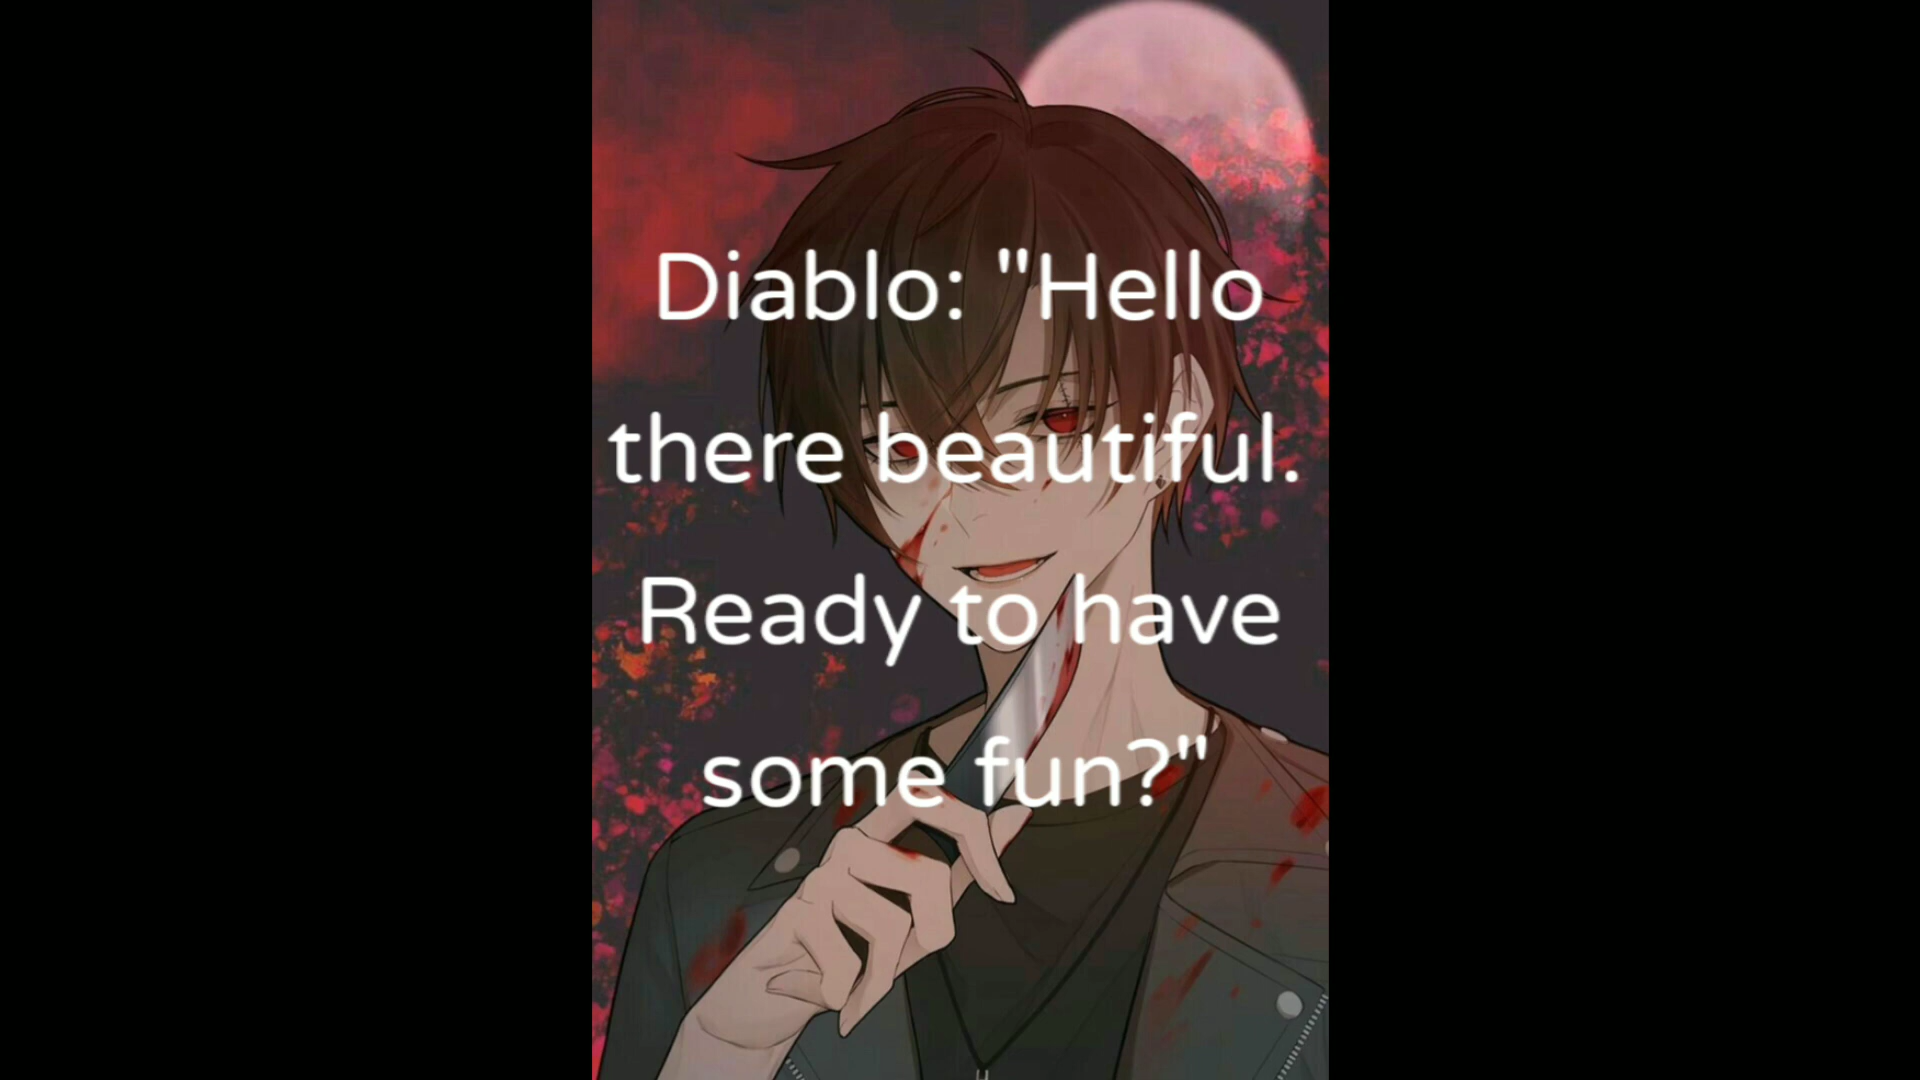 Diablo: "Hello
there beautiful.
Ready to have
some fun?"